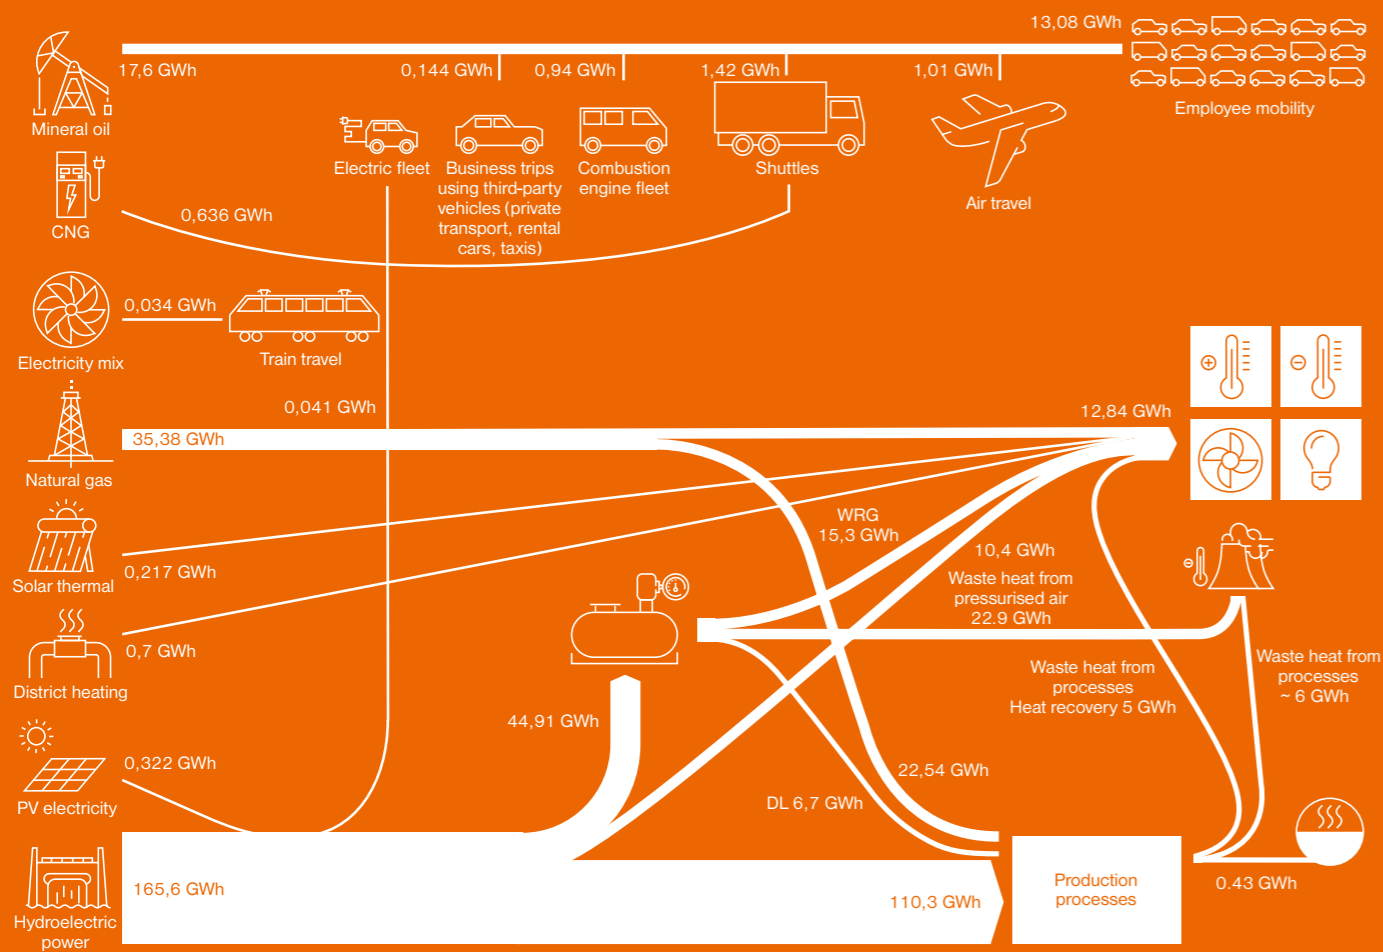 13,08 GWh
17,6 GWh
0,144 GWh
0,94 GWh
1,42 GWh
1,01 GWh
Mineral oil
Employee mobility
Electric fleet
Business trips
using third-party
vehicles (private
transport, rental
cars, taxis)
Combustion
engine fleet
Shuttles
Air travel
0,636 GWh
CNG
0,034 GWh
Train travel
Electricity mix
0,041 GWh
12,84 GWh
35,38 GWh
Natural gas
WRG
15,3 GWh
10,4 GWh
0,217 GWh
Solar thermal
Waste heat from
pressurised air
22.9 GWh
0,7 GWh
District heating
Waste heat from
processes
Heat recovery 5 GWh
Waste heat from
processes
~ 6 GWh
44,91 GWh
0,322 GWh
PV electricity
22,54 GWh
DL 6,7 GWh
165,6 GWh
110,3 GWh
Production
processes
0.43 GWh
Hydroelectric
power